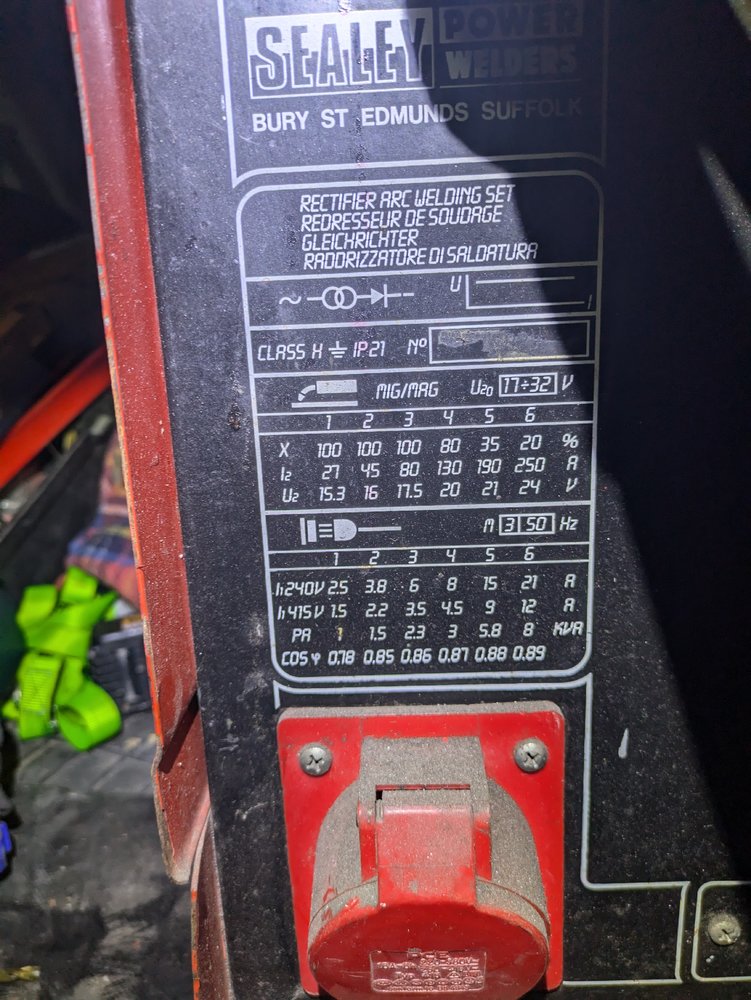 SEALEY POWER
WELDERS
BURY ST EDMUNDS SUFFOLK
RECTIFIER ARC WELDING SET
REDRESSEUR DE SOUDAGE
GLEICHRICHTER
RADDRIZZATORE DI SALDATURA
~ U I
CLASS H IP.21 Nº
MIG/MAG U₂₀ 17÷32 V
1 2 3 4 5 6
X 100 100 100 80 35 20 %
I₂ 27 45 80 130 190 250 A
U₂ 15.3 16 17.5 20 21 24 V
M 3 50 Hz
1 2 3 4 5 6
I₁240V 2.5 3.8 6 8 15 21 A
I₁415V 1.5 2.2 3.5 4.5 9 12 A
PA 1 1.5 2.3 3 5.8 8 KVA
COS φ 0.78 0.85 0.86 0.87 0.88 0.89